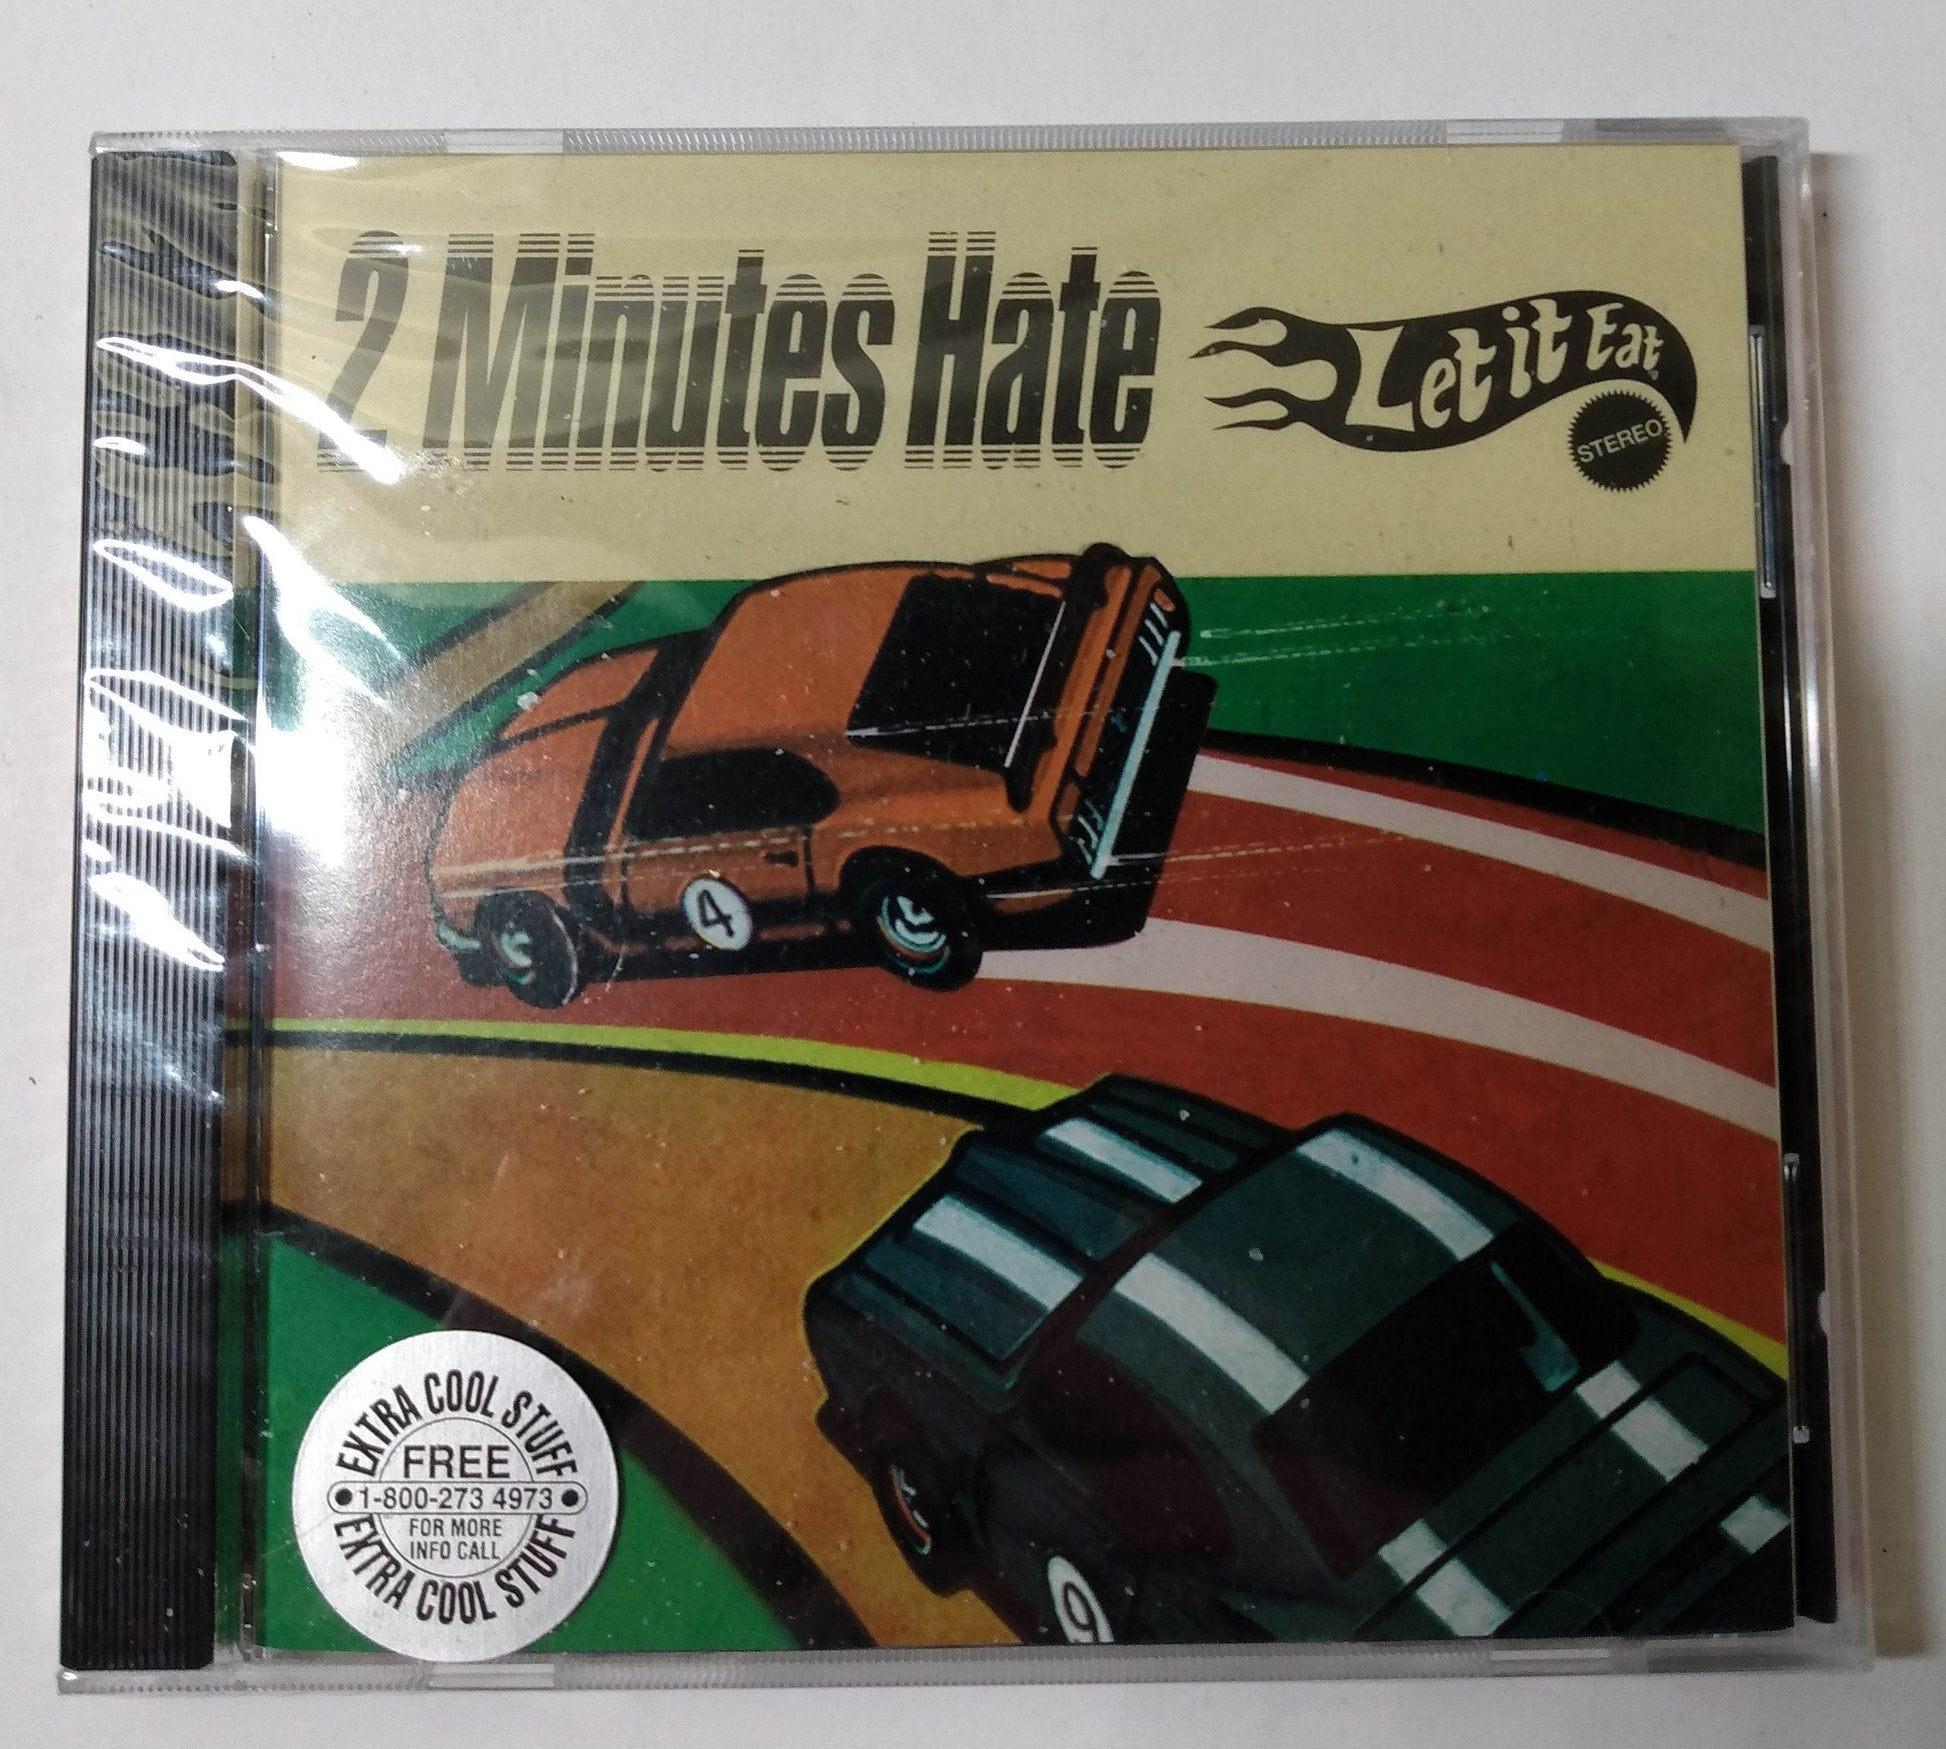 2 Minutes Hate
Let it Eat
STEREO
4
EXTRA COOL STUFF
FREE
1-800-273 4973
FOR MORE
INFO CALL
EXTRA COOL STUFF
9